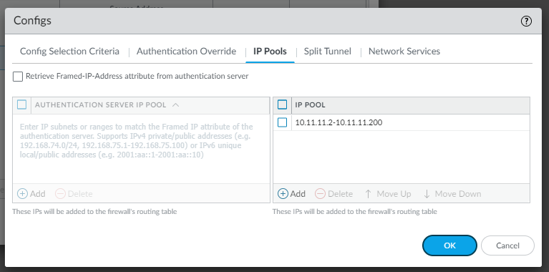 Source Address
Configs
Config Selection Criteria
Authentication Override
IP Pools
Split Tunnel
Network Services
Retrieve Framed-IP-Address attribute from authentication server
AUTHENTICATION SERVER IP POOL
Enter IP subnets or ranges to match the Framed IP attribute of the
authentication server. Supports IPv4 private/public addresses (e.g.
192.168.74.0/24, 192.168.75.1-192.168.75.100) or IPv6 unique
local/public addresses (e.g. 2001:aa::1-2001:aa::10)
Add
Delete
These IPs will be added to the firewall's routing table
IP POOL
10.11.11.2-10.11.11.200
Add
Delete
Move Up
Move Down
These IPs will be added to the firewall's routing table
OK
Cancel